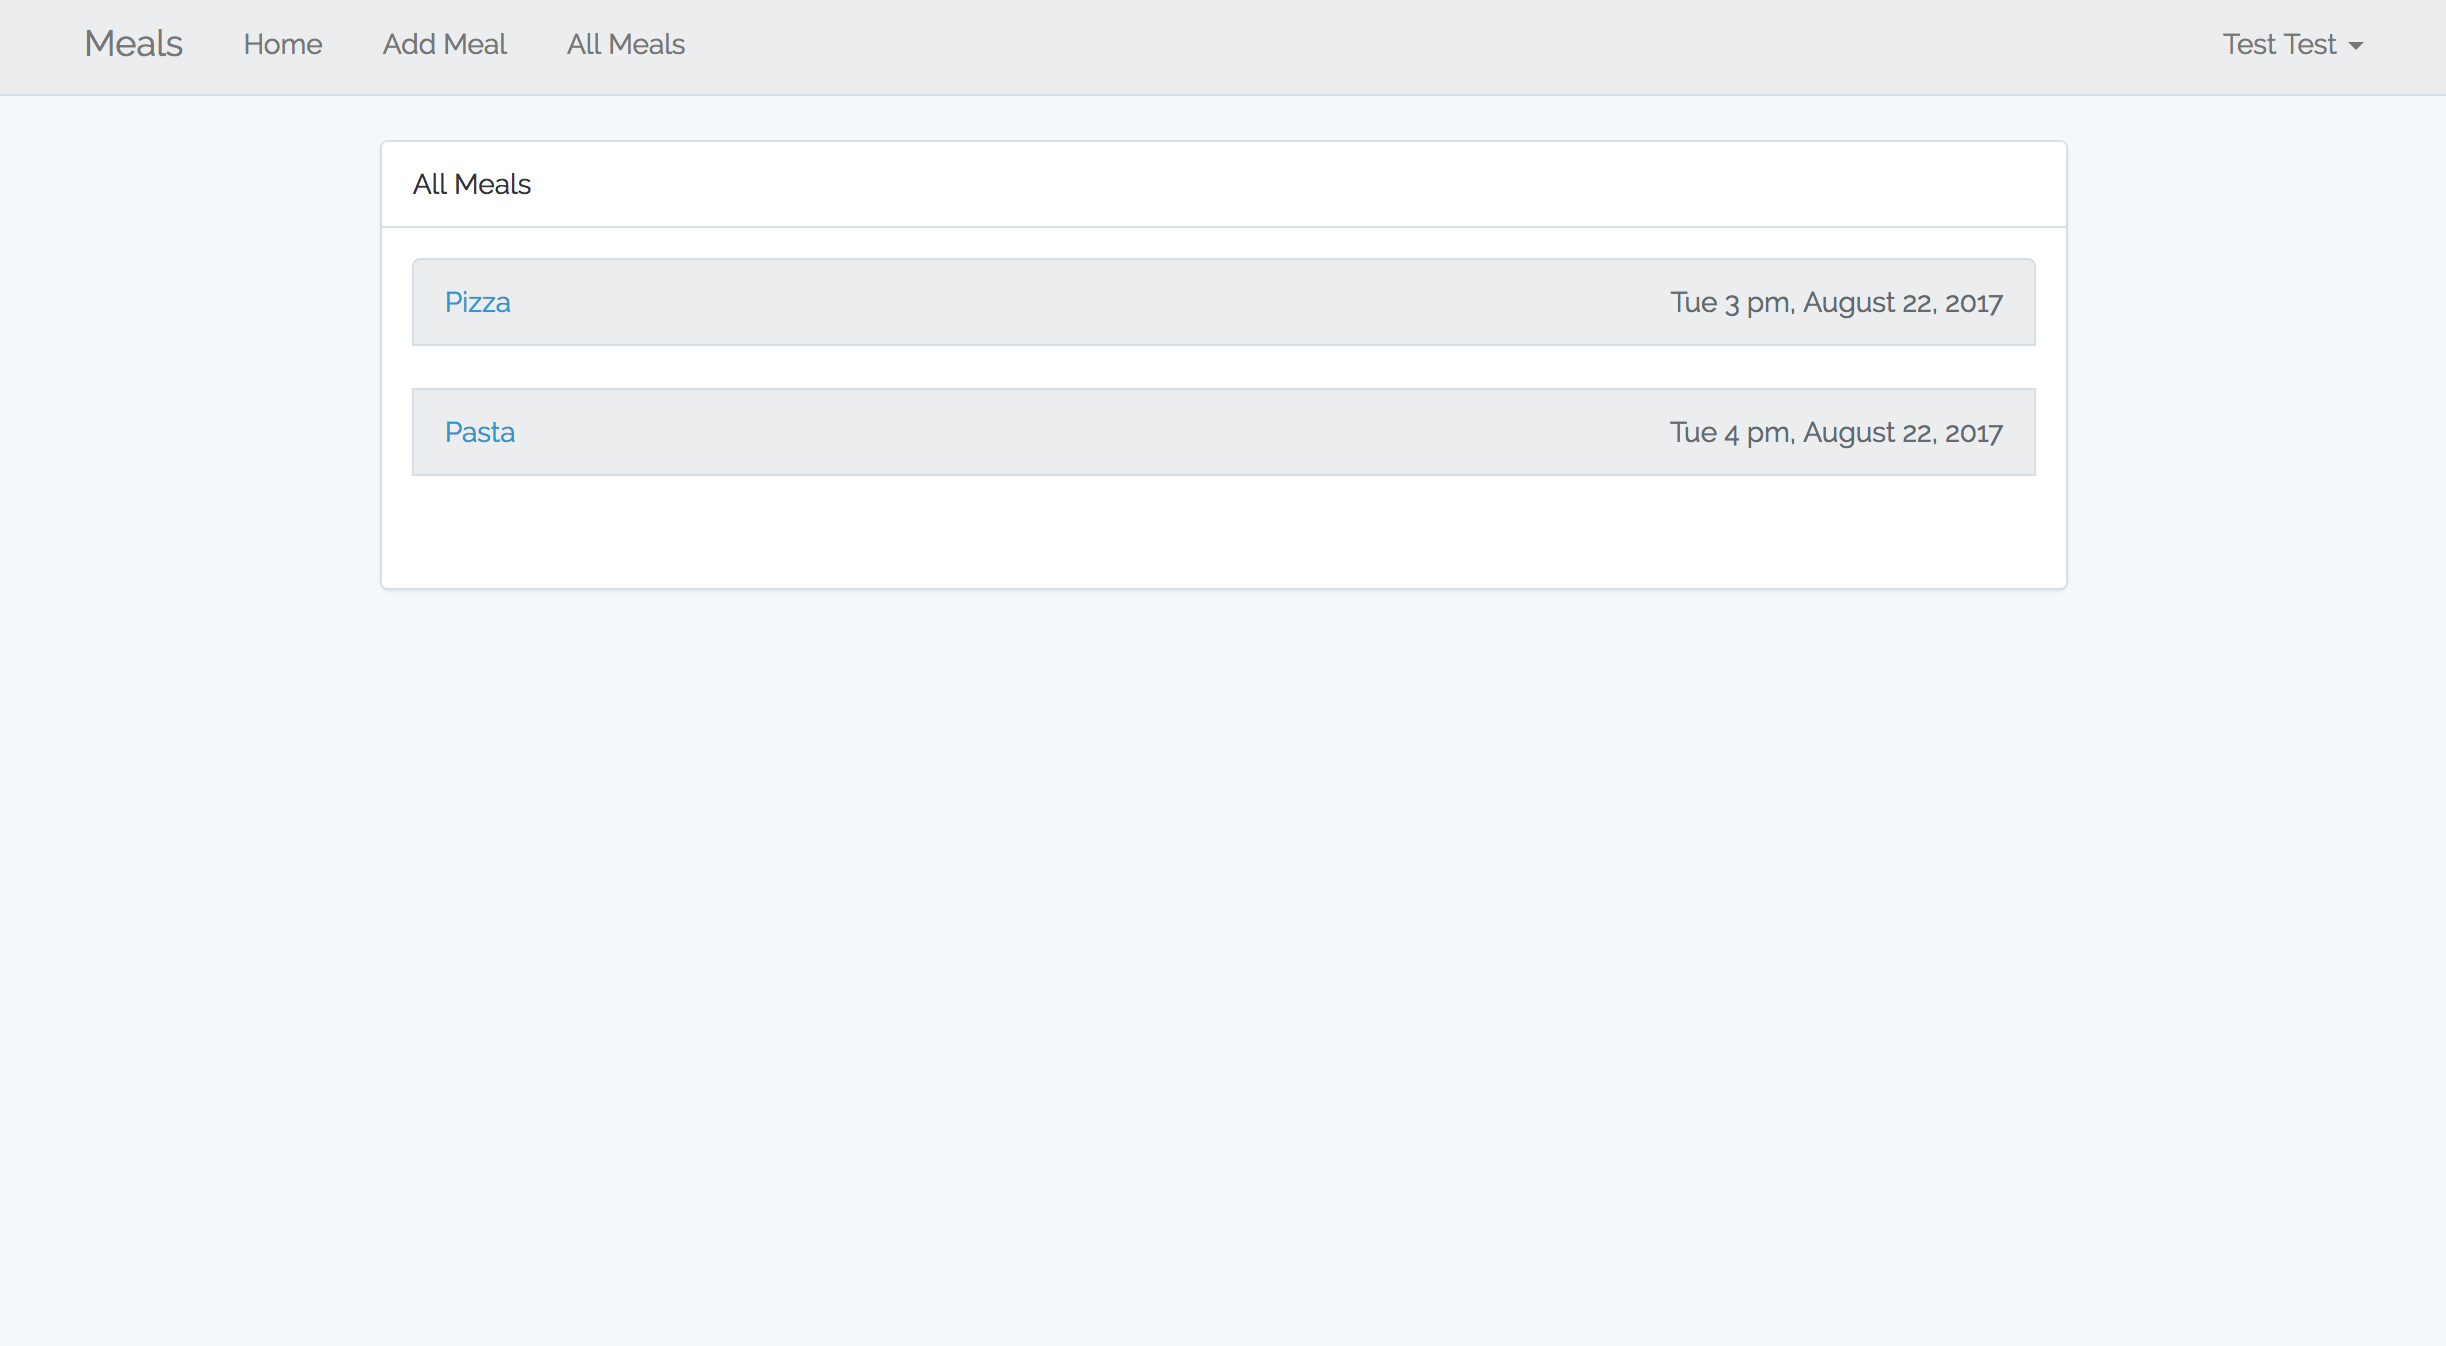 Meals Home Add Meal All Meals Test Test
All Meals
Pizza Tue 3 pm, August 22, 2017
Pasta Tue 4 pm, August 22, 2017